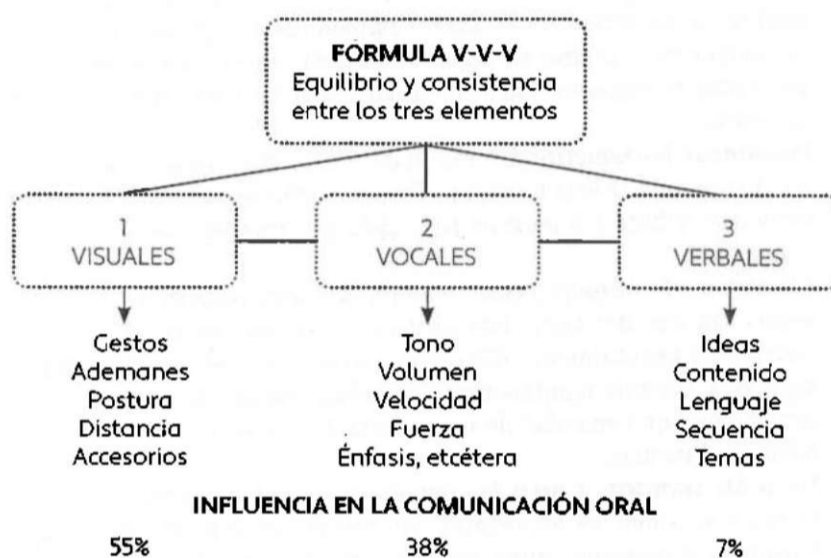 FÓRMULA V-V-V
Equilibrio y consistencia
entre los tres elementos
1
VISUALES
2
VOCALES
3
VERBALES
Gestos
Ademanes
Postura
Distancia
Accesorios
Tono
Volumen
Velocidad
Fuerza
Énfasis, etcétera
Ideas
Contenido
Lenguaje
Secuencia
Temas
INFLUENCIA EN LA COMUNICACIÓN ORAL
55%
38%
7%